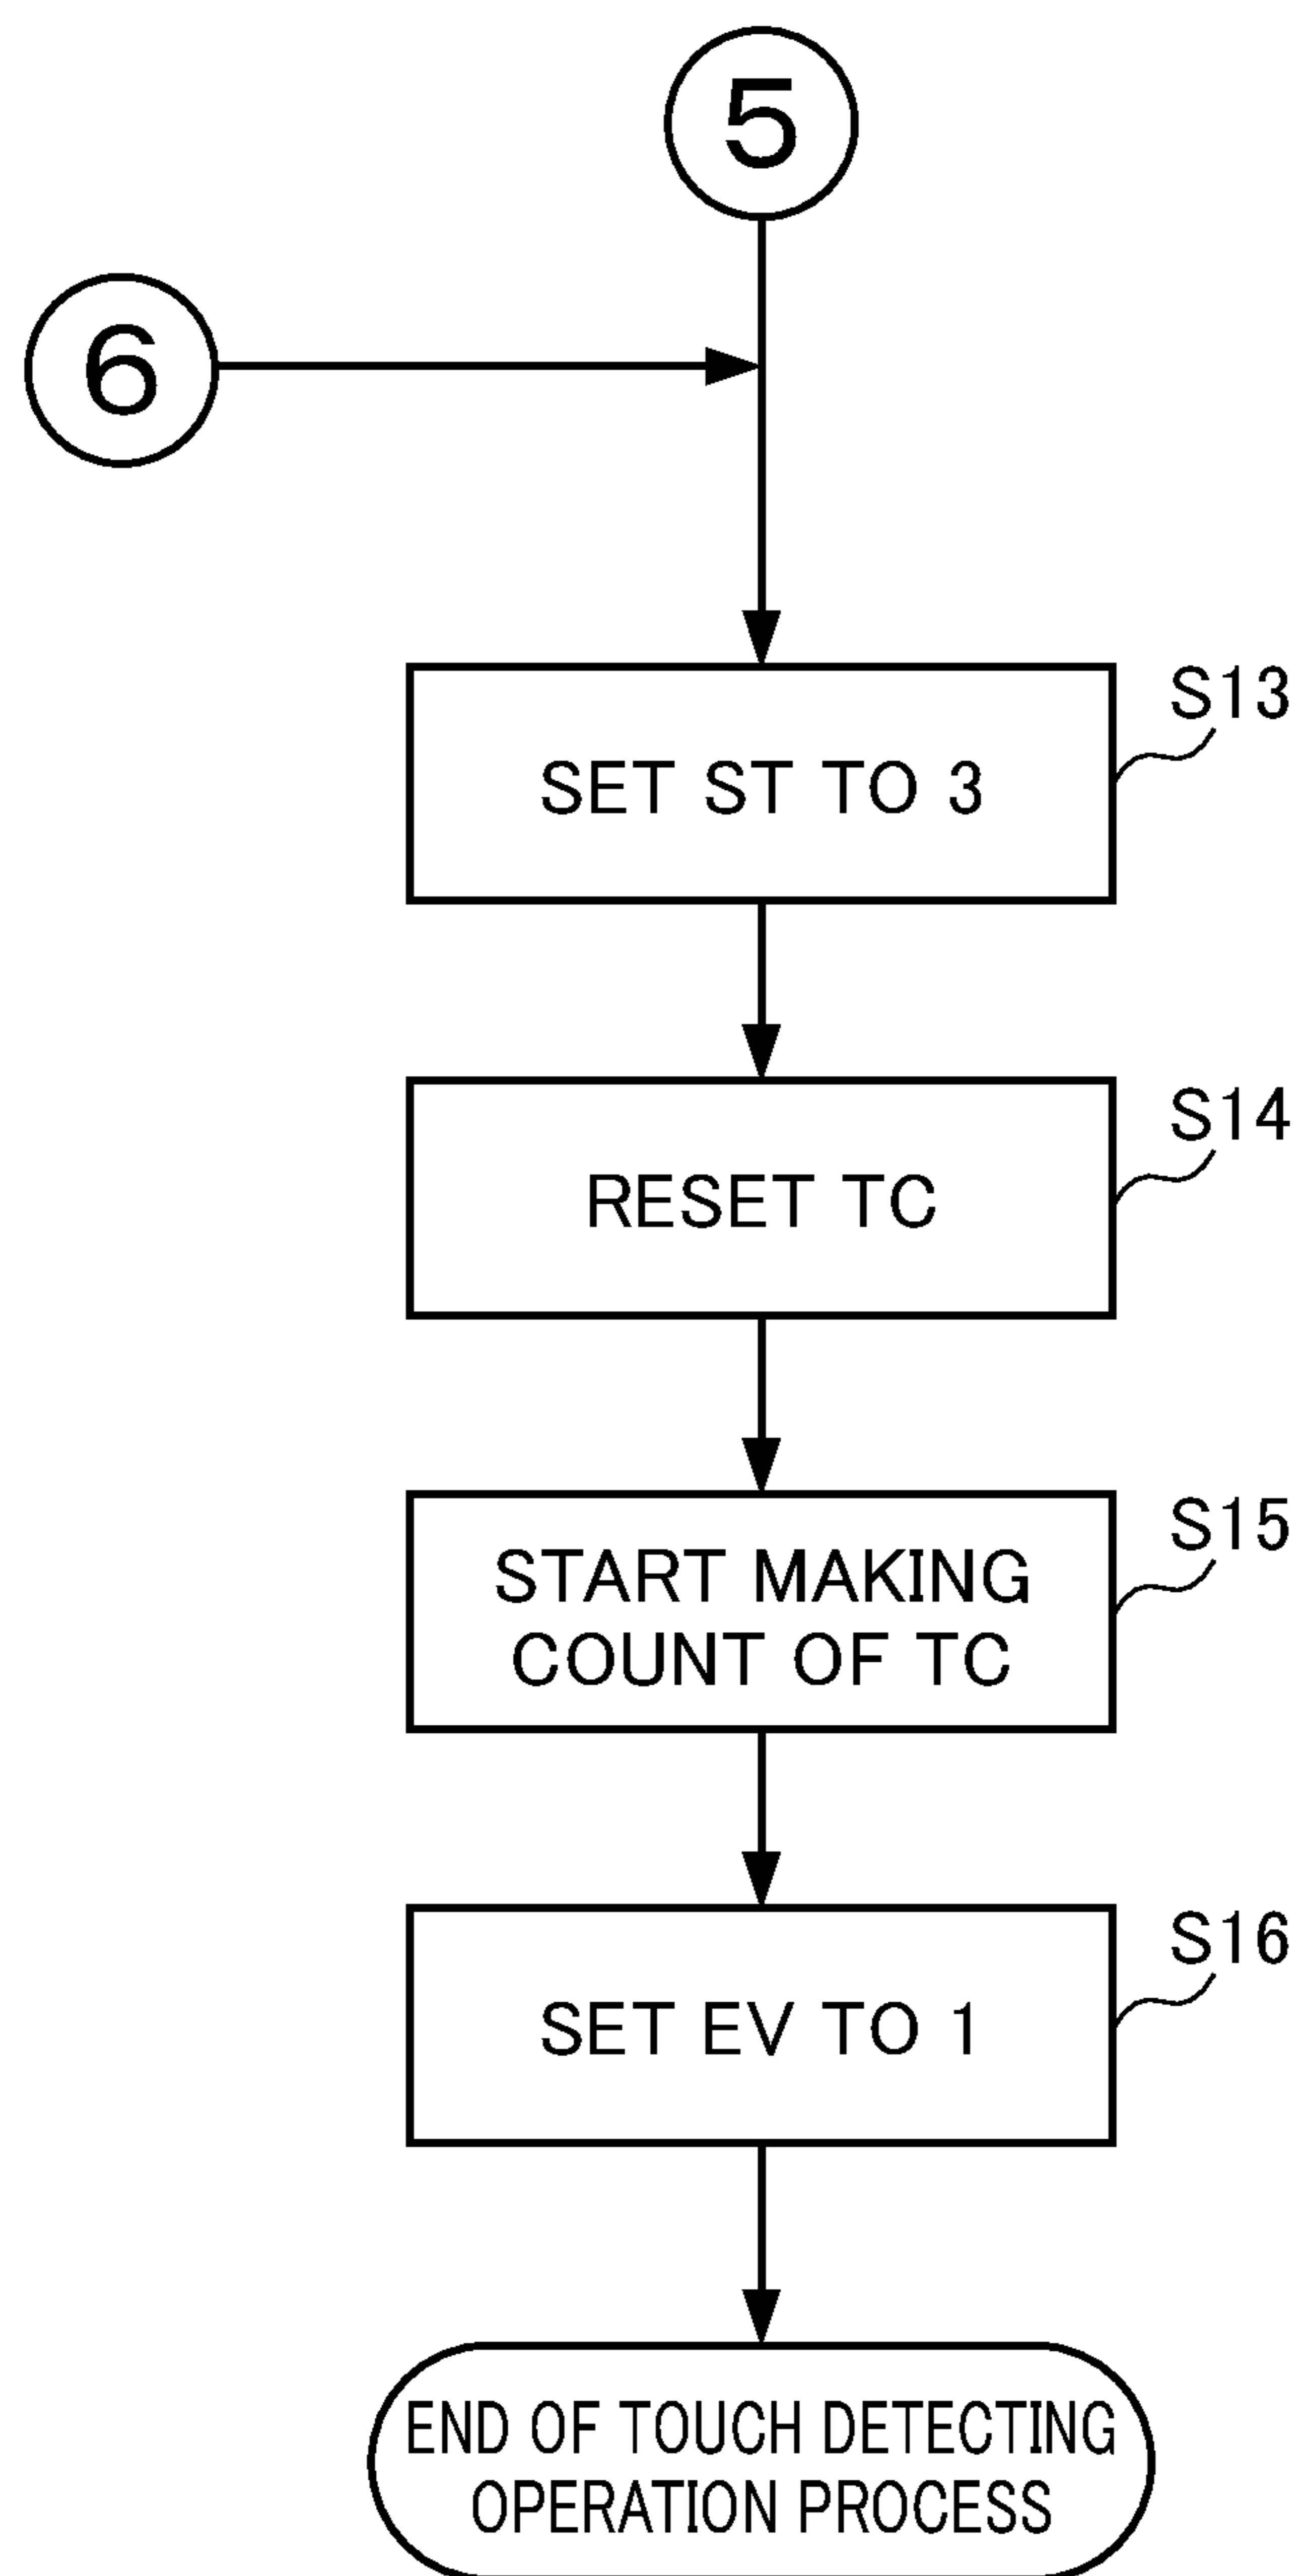 5
6
S13
SET ST TO 3
S14
RESET TC
S15
START MAKING
COUNT OF TC
S16
SET EV TO 1
END OF TOUCH DETECTING
OPERATION PROCESS